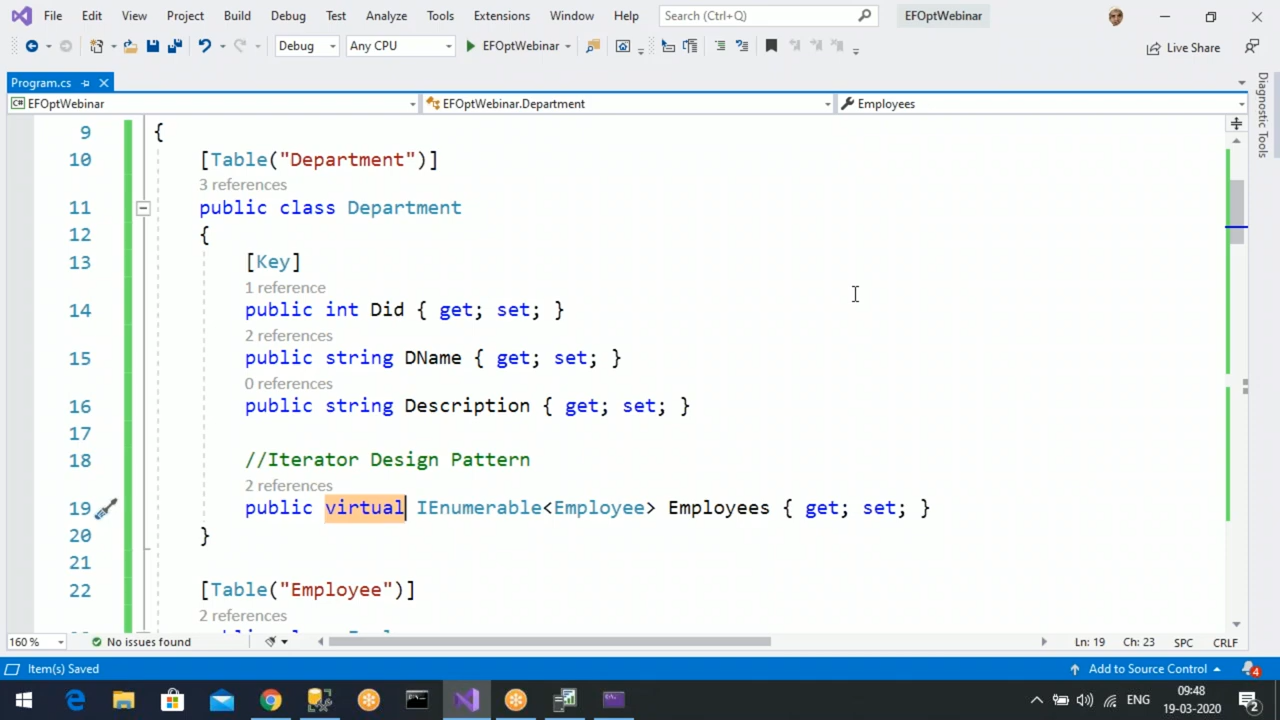 File Edit View Project Build Debug Test Analyze Tools Extensions Window Help Search (Ctrl+Q) EFOptWebinar
Debug Any CPU EFOptWebinar Live Share
Program.cs
C# EFOptWebinar EFOptWebinar.Department Employees
Diagnostic Tools
9 {
10 [Table("Department")]
3 references
11 public class Department
12 {
13 [Key]
1 reference
14 public int Did { get; set; }
2 references
15 public string DName { get; set; }
0 references
16 public string Description { get; set; }
17
18 //Iterator Design Pattern
2 references
19 public virtual IEnumerable<Employee> Employees { get; set; }
20 }
21
22 [Table("Employee")]
2 references
160 % No issues found Ln: 19 Ch: 23 SPC CRLF
Item(s) Saved Add to Source Control 4
ENG 09:48
19-03-2020 2